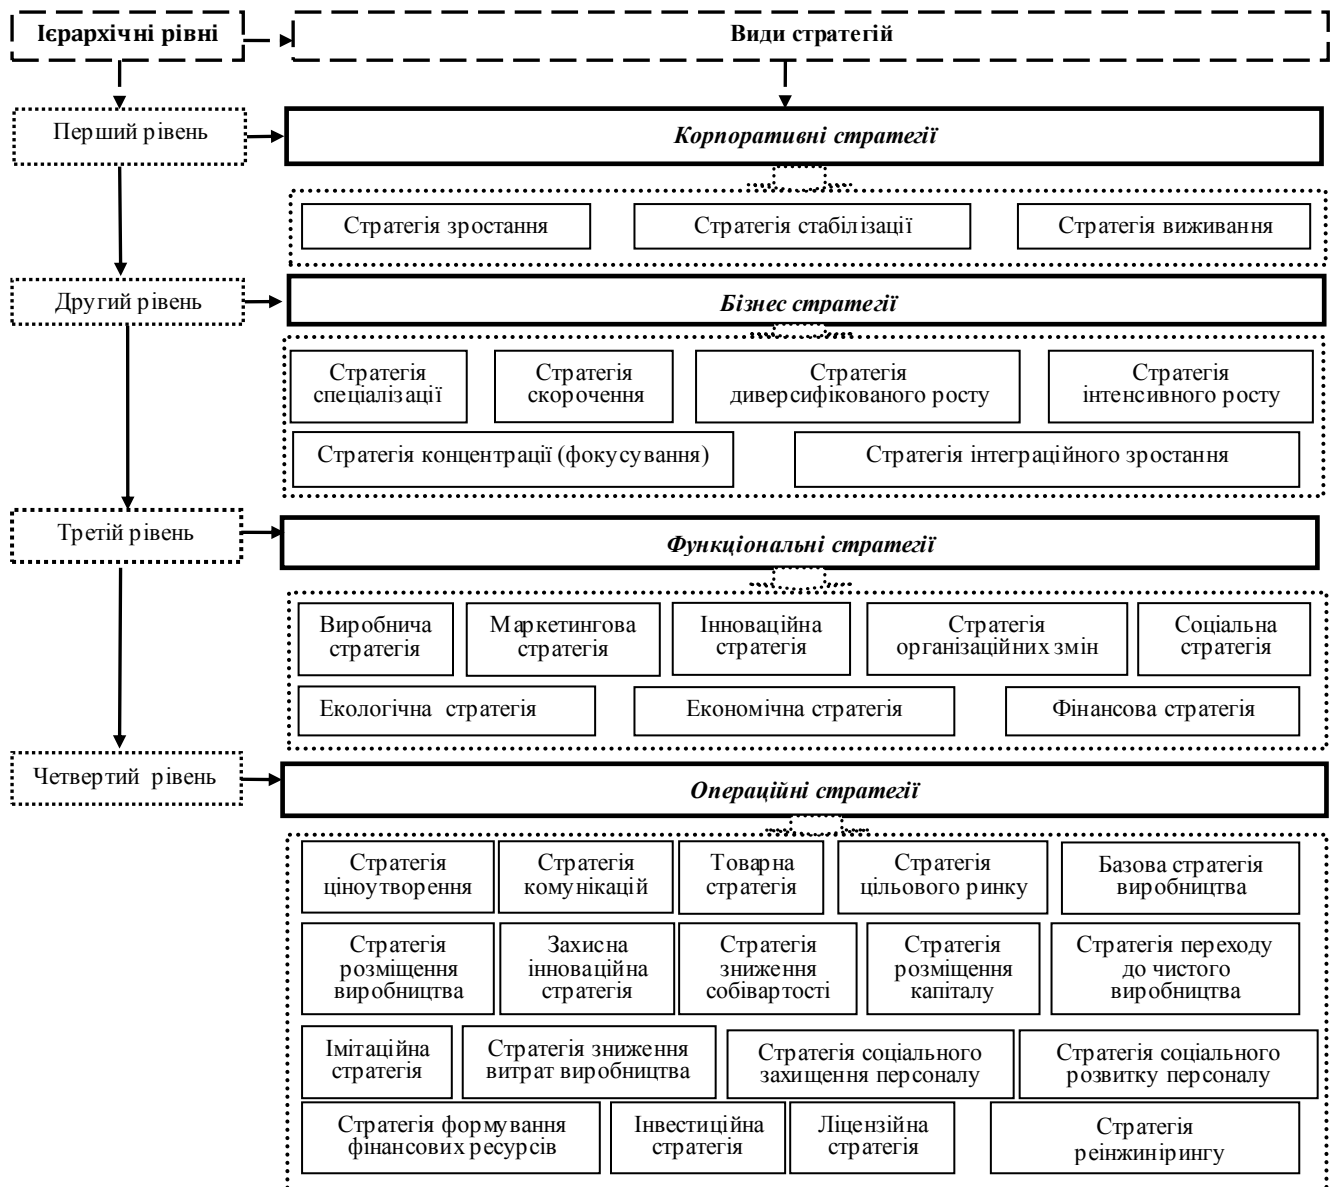 Ієрархічні рівні
Види стратегій
Перший рівень
Корпоративні стратегії
Стратегія зростання
Стратегія стабілізації
Стратегія виживання
Другий рівень
Бізнес стратегії
Стратегія
спеціалізації
Стратегія
скорочення
Стратегія
диверсифікованого росту
Стратегія
інтенсивного росту
Стратегія концентрації (фокусування)
Стратегія інтеграційного зростання
Третій рівень
Функціональні стратегії
Виробнича
стратегія
Маркетингова
стратегія
Інноваційна
стратегія
Стратегія
організаційних змін
Соціальна
стратегія
Екологічна стратегія
Економічна стратегія
Фінансова стратегія
Четвертий рівень
Операційні стратегії
Стратегія
ціноутворення
Стратегія
комунікацій
Товарна
стратегія
Стратегія
цільового ринку
Базова стратегія
виробництва
Стратегія
розміщення
виробництва
Захисна
інноваційна
стратегія
Стратегія
зниження
собівартості
Стратегія
розміщення
капіталу
Стратегія переходу
до чистого
виробництва
Імітаційна
стратегія
Стратегія зниження
витрат виробництва
Стратегія соціального
захищення персоналу
Стратегія соціального
розвитку персоналу
Стратегія формування
фінансових ресурсів
Інвестиційна
стратегія
Ліцензійна
стратегія
Стратегія
реінжинірингу